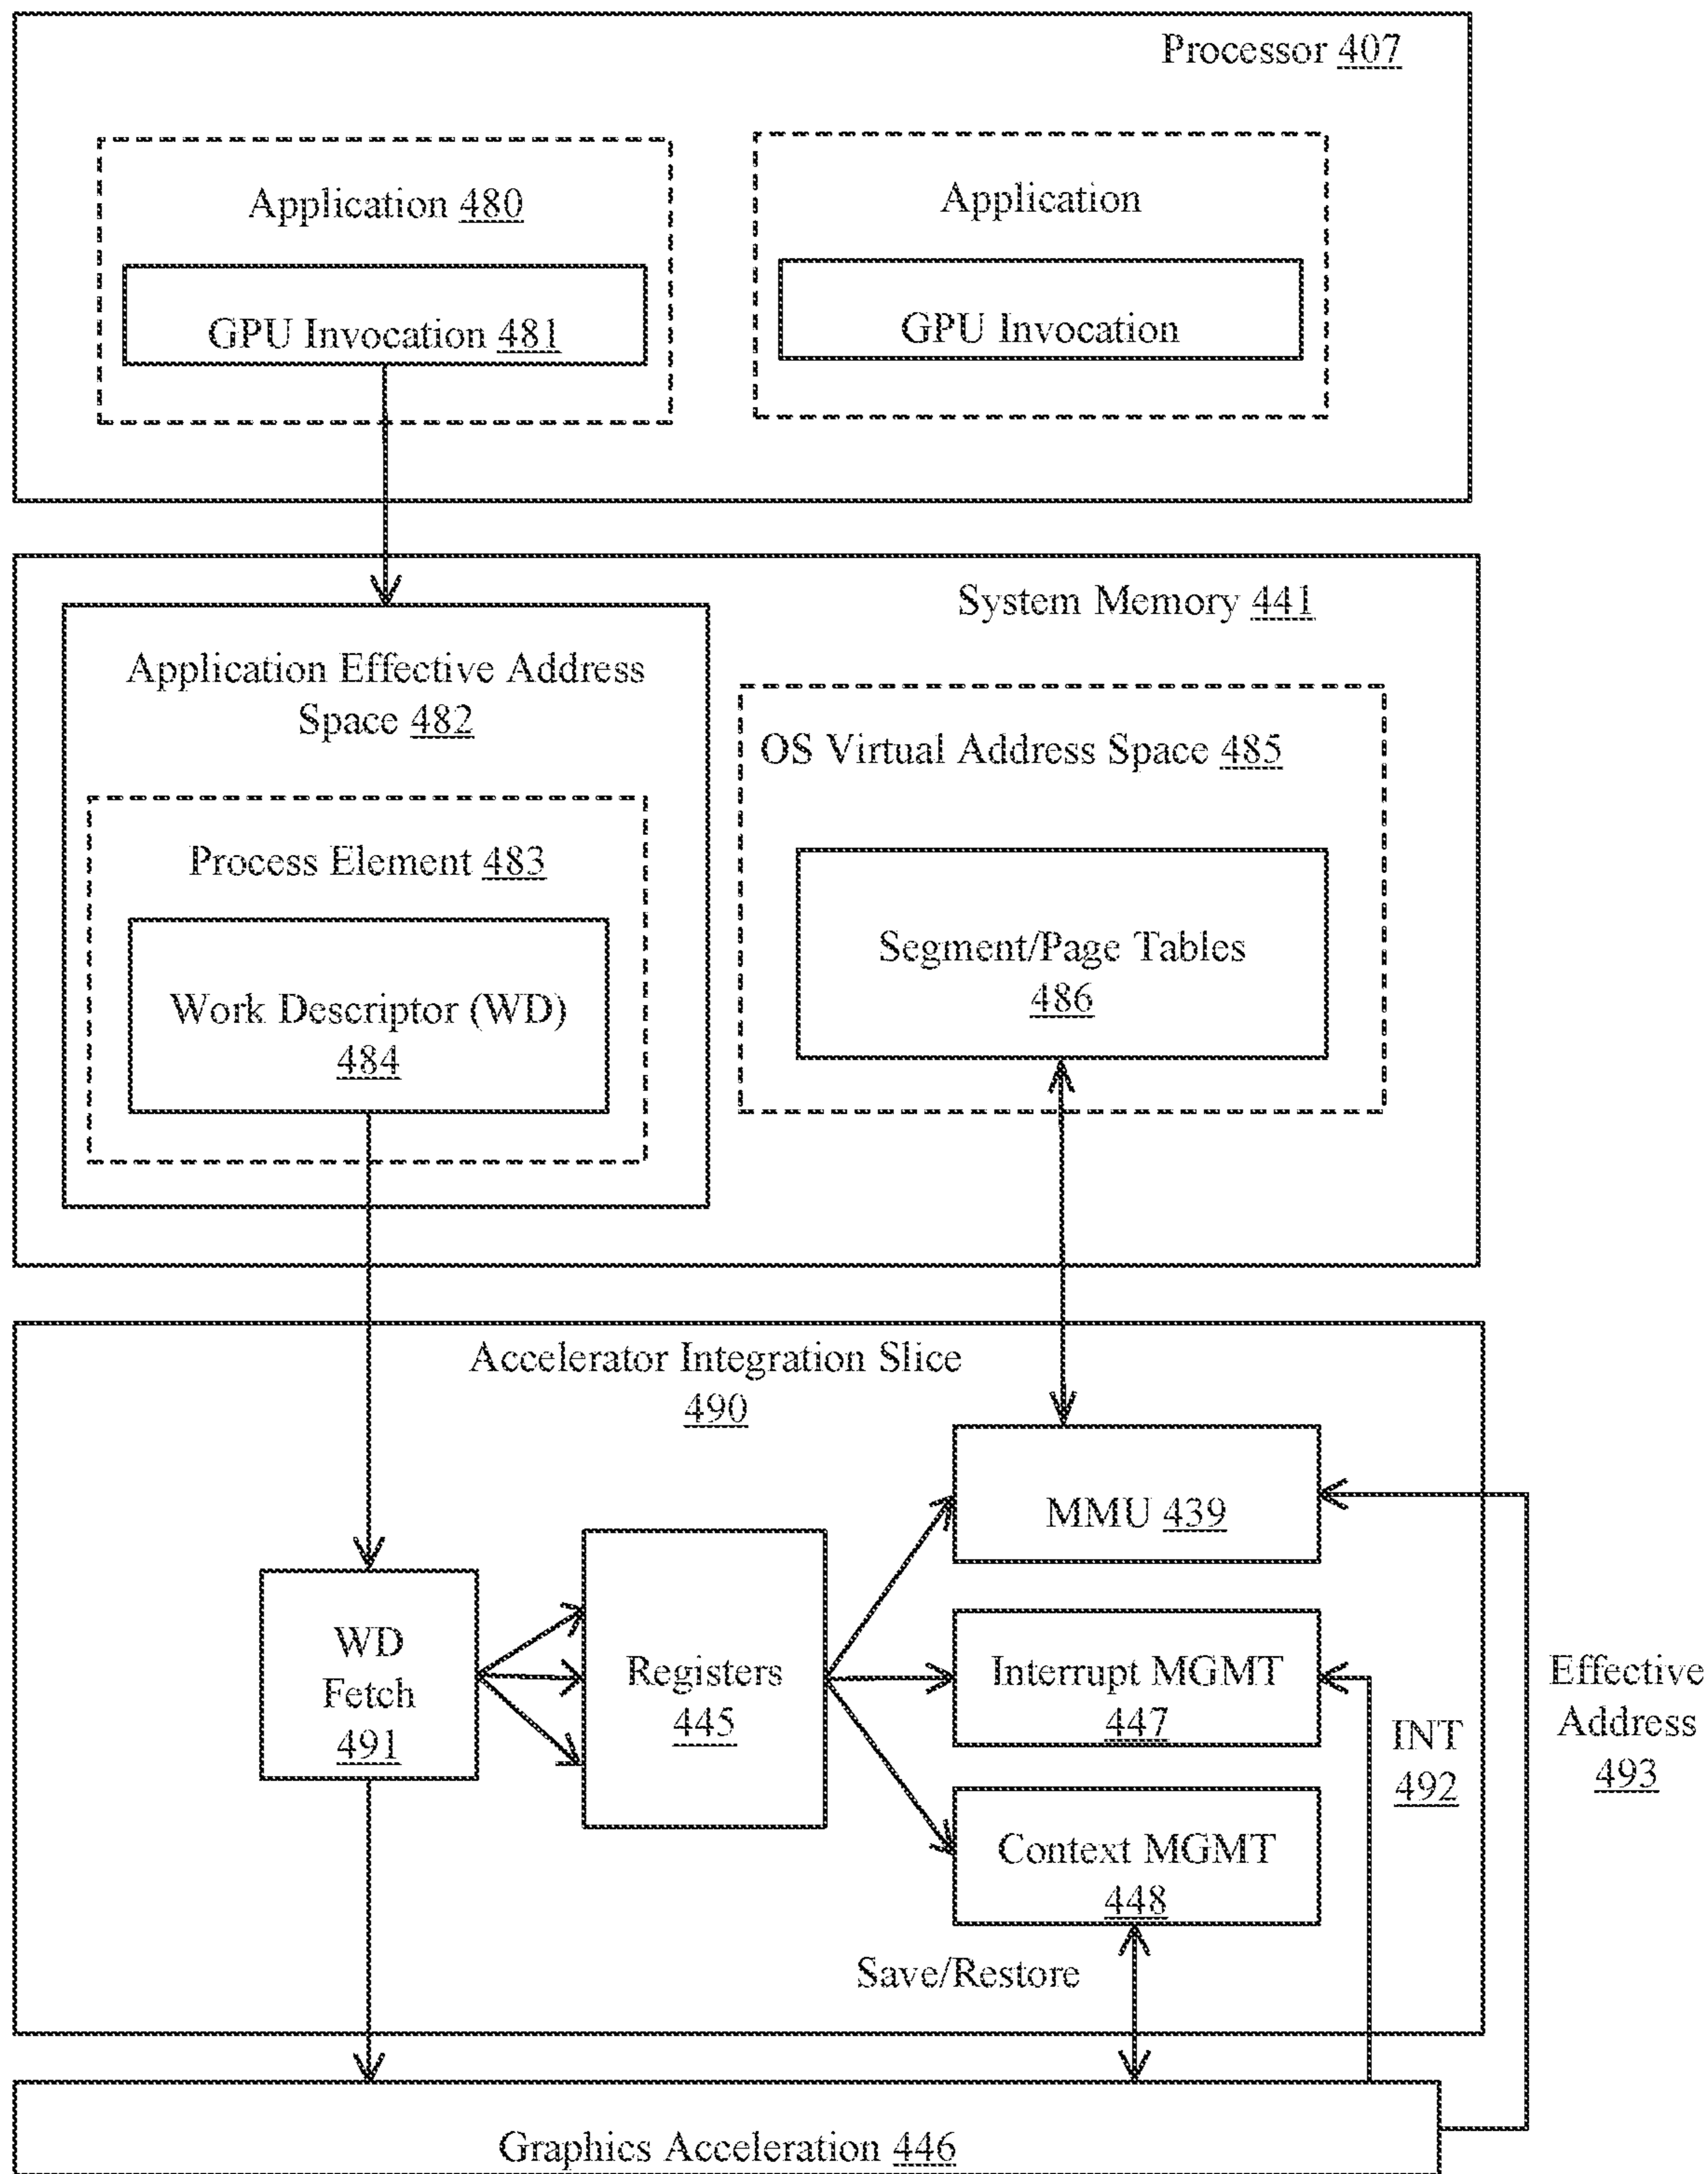 Processor 407
Application 480
Application
GPU Invocation 481
GPU Invocation
System Memory 441
Application Effective Address
Space 482
OS Virtual Address Space 485
Process Element 483
Segment/Page Tables
486
Work Descriptor (WD)
484
Accelerator Integration Slice
490
MMU 439
WD
Fetch
491
Registers
445
Interrupt MGMT
447
Effective
Address
493
INT
492
Context MGMT
448
Save/Restore
Graphics Acceleration 446